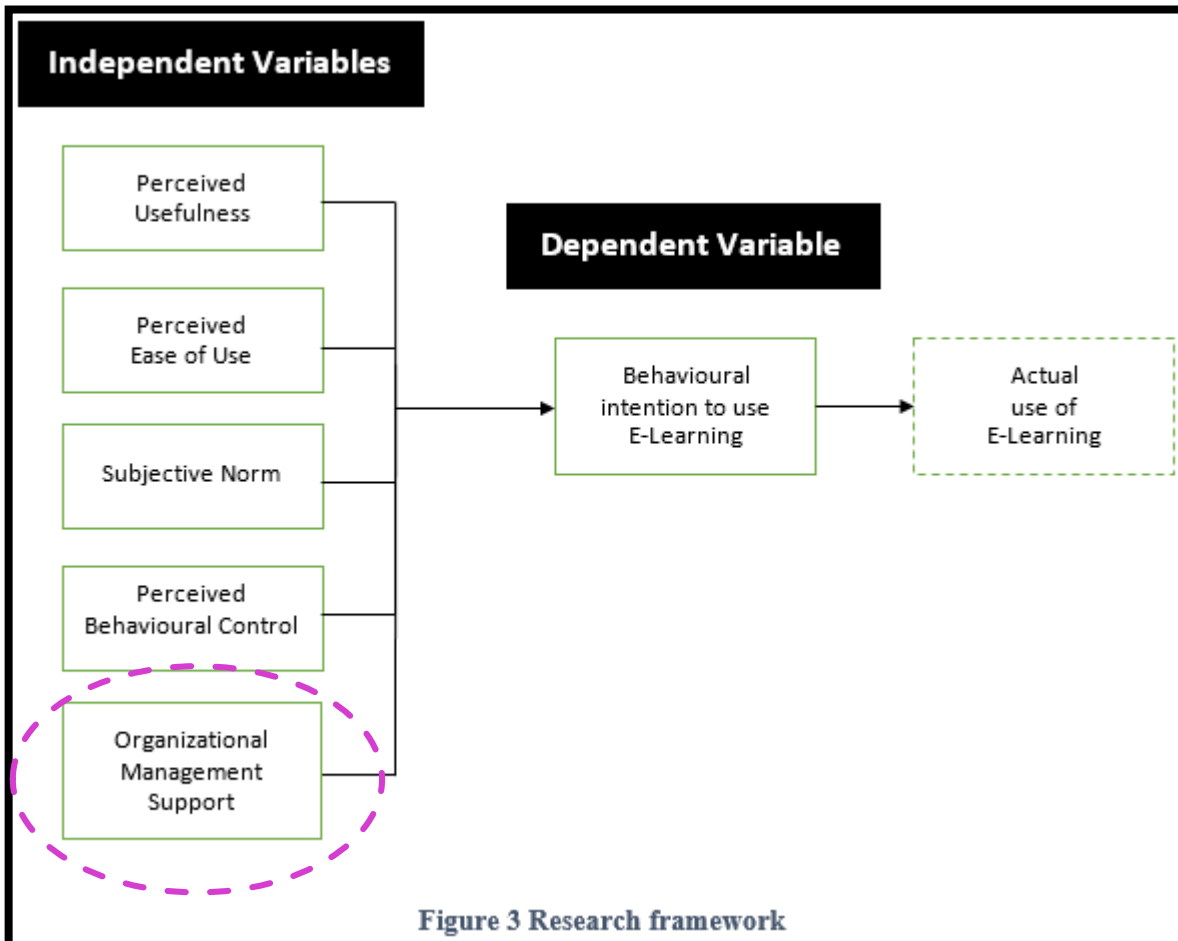 Independent Variables
Perceived
Usefulness
Dependent Variable
Perceived
Ease of Use
Behavioural
intention to use
E-Learning
Actual
use of
E-Learning
Subjective Norm
Perceived
Behavioural Control
Organizational
Management
Support
Figure 3 Research framework